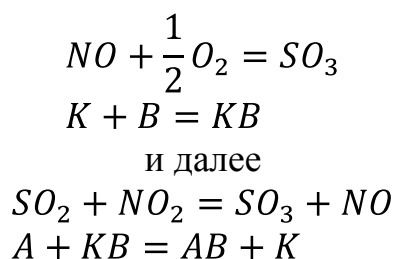 NO + 1/2 O₂ = SO₃
K + B = KB
и далее
SO₂ + NO₂ = SO₃ + NO
A + KB = AB + K